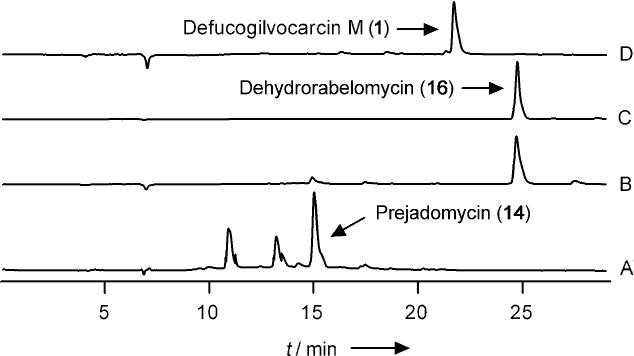 Defucogilvocarcin M (1)
D
Dehydrorabelomycin (16)
C
B
Prejadomycin (14)
A
5 10 15 20 25
t / min